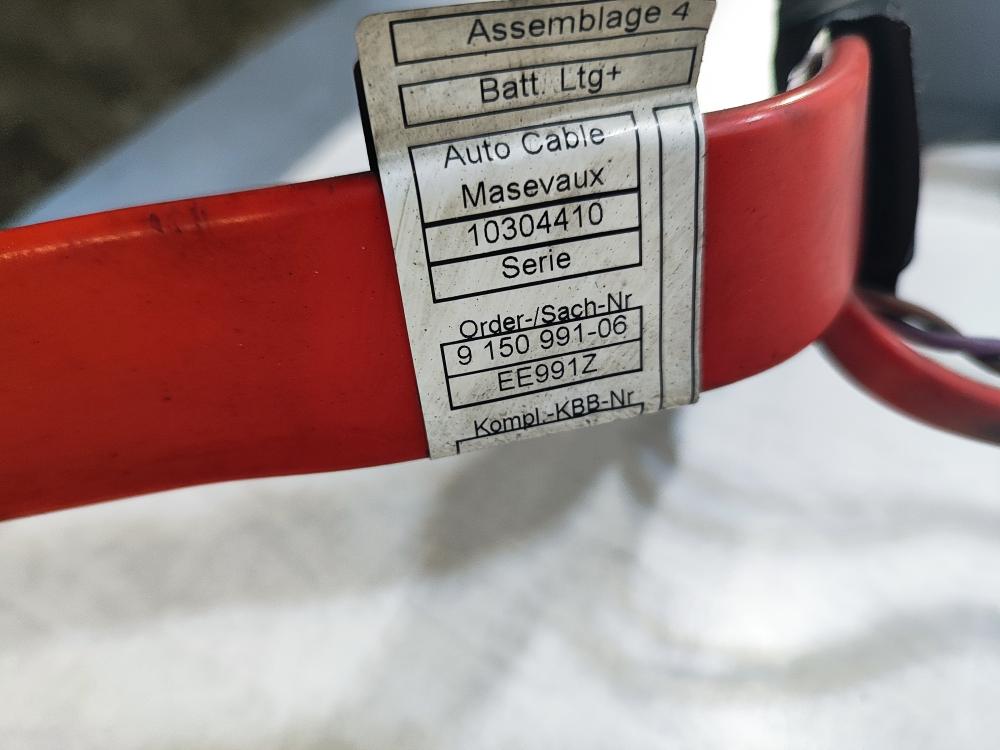 Assemblage 4
Batt. Ltg+
Auto Cable
Masevaux
10304410
Serie
Order-/Sach-Nr
9 150 991-06
EE991Z
Kompl.-KBB-Nr